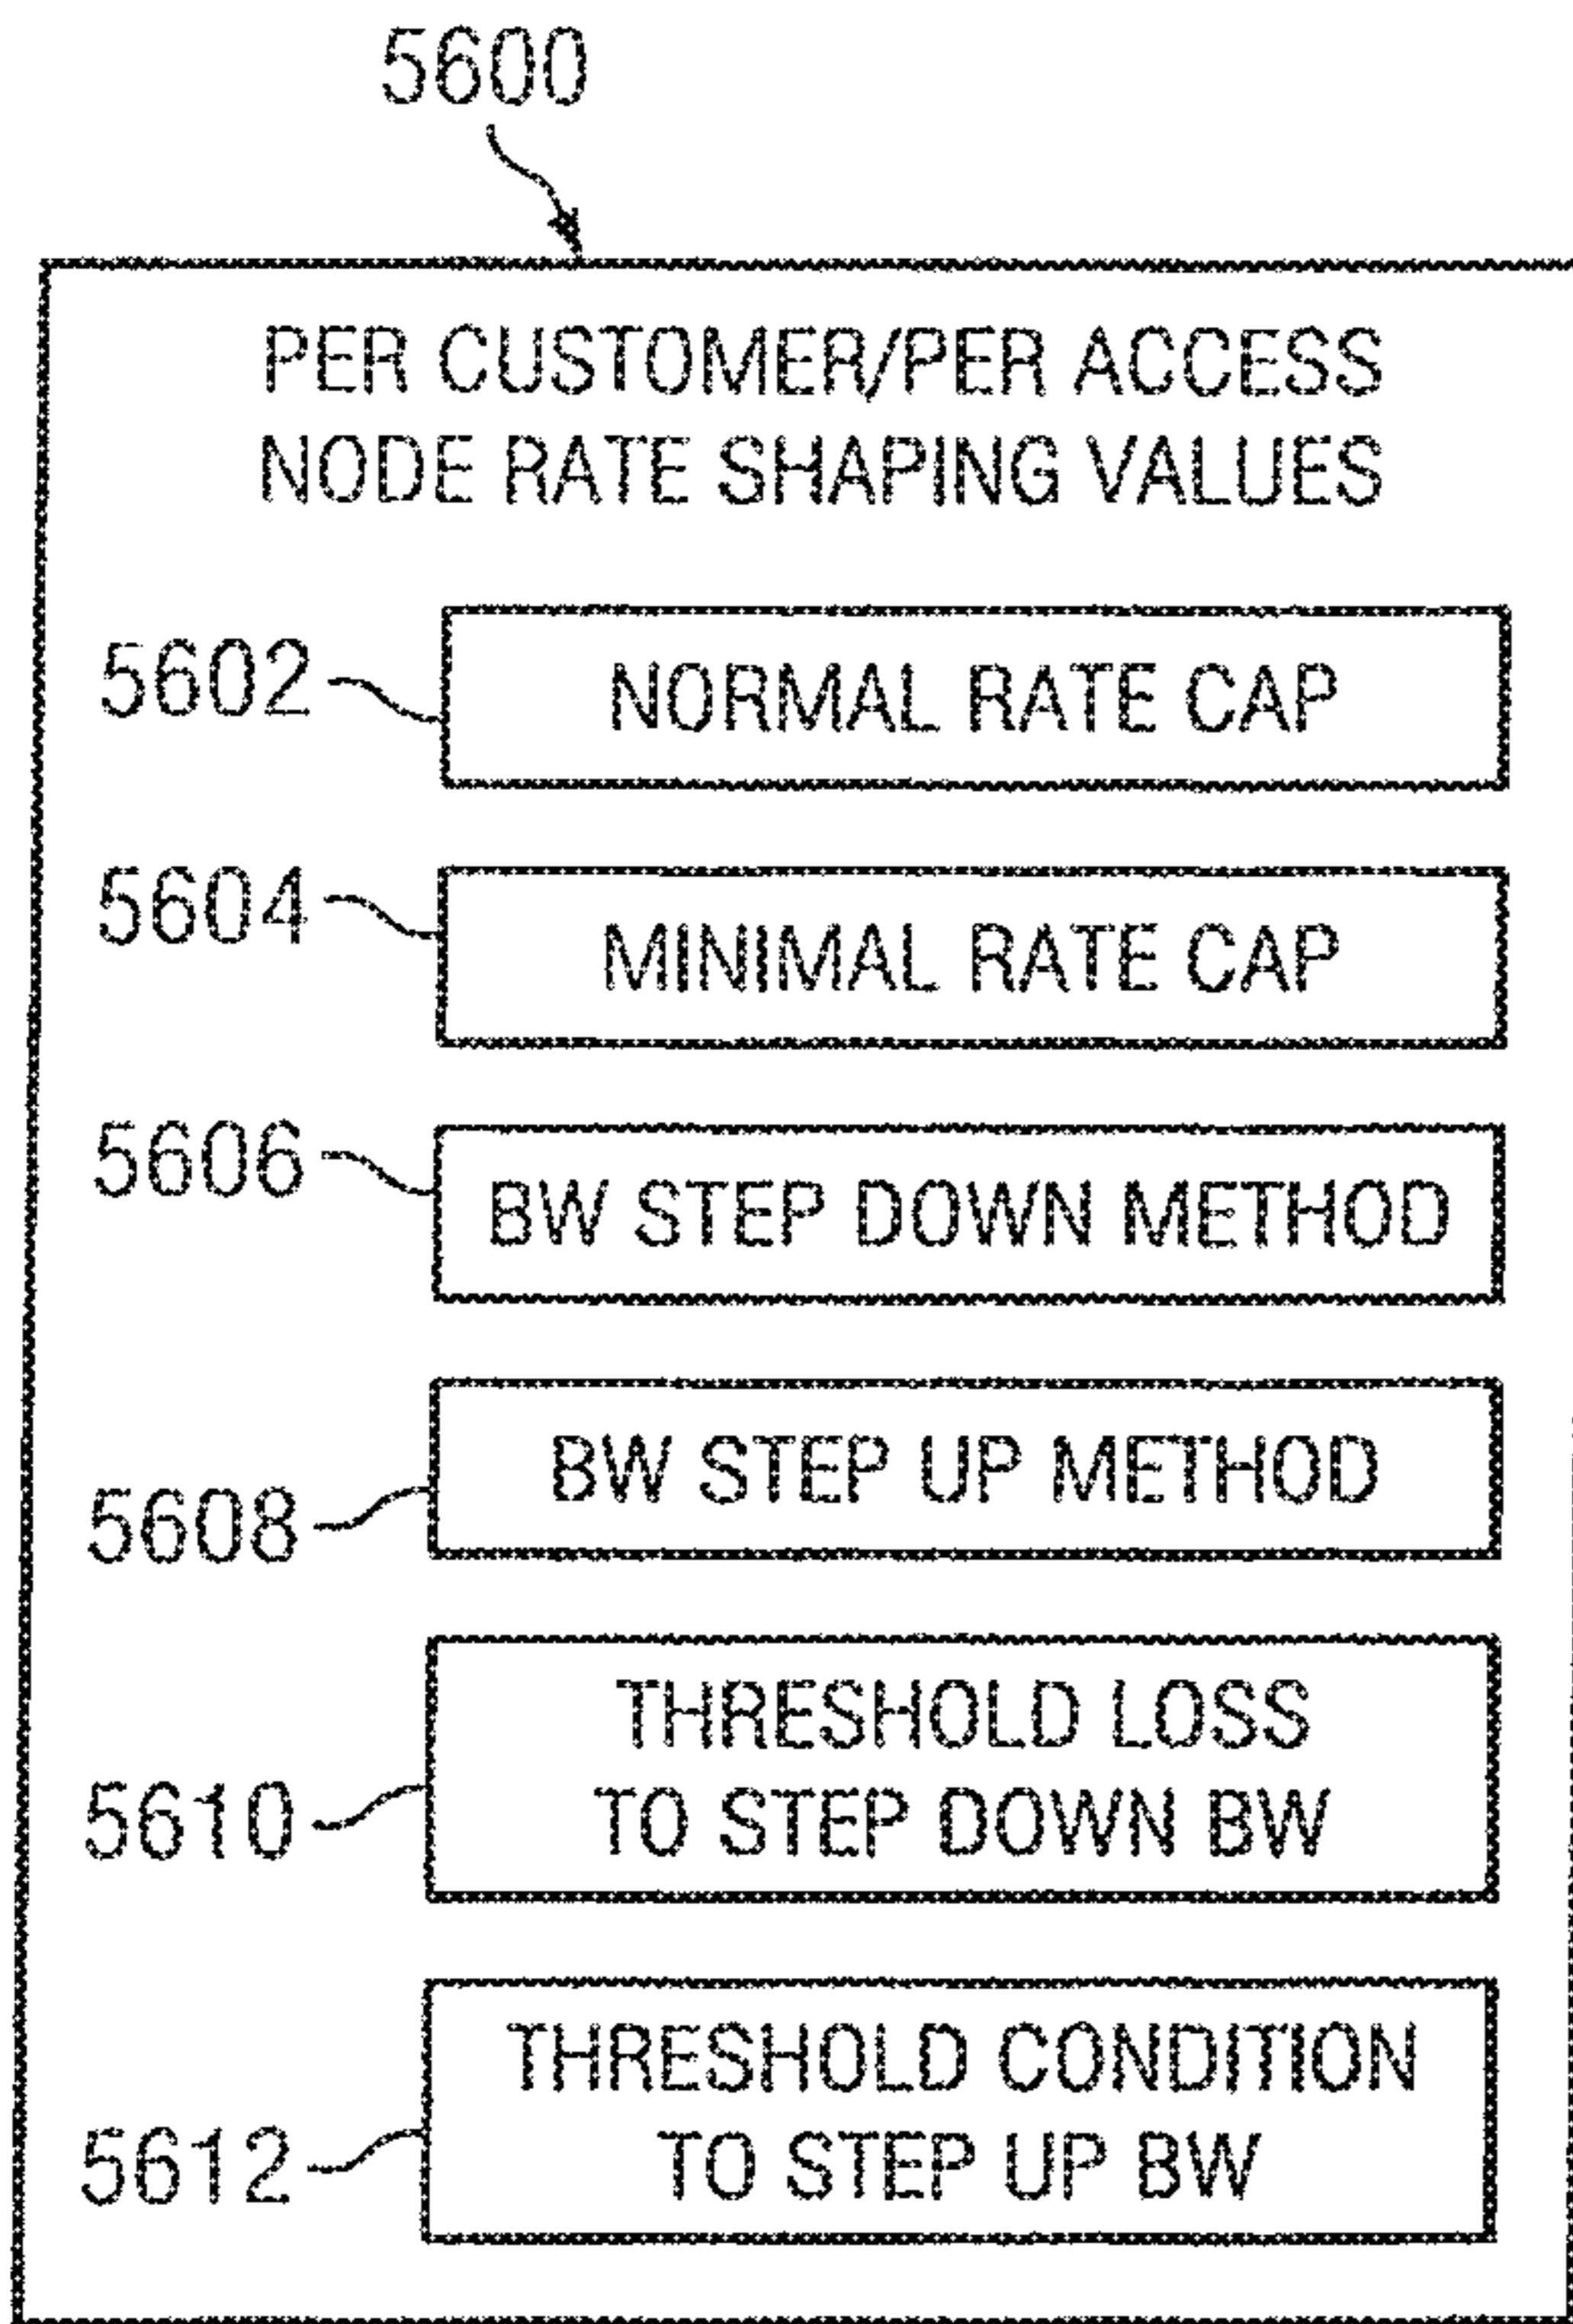 5600
PER CUSTOMER/PER ACCESS
NODE RATE SHAPING VALUES
5602
NORMAL RATE CAP
5604
MINIMAL RATE CAP
5606
BW STEP DOWN METHOD
5608
BW STEP UP METHOD
5610
THRESHOLD LOSS
TO STEP DOWN BW
5612
THRESHOLD CONDITION
TO STEP UP BW